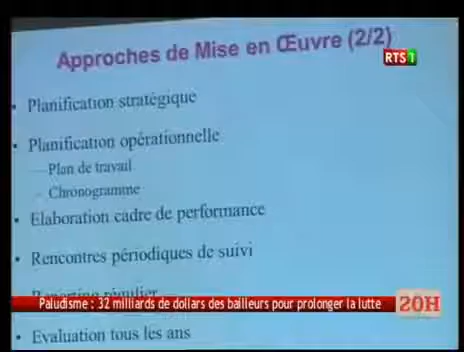 Approches de Mise en Œuvre (2/2)
RTS1
• Planification stratégique
• Planification opérationnelle
– Plan de travail
– Chronogramme
• Elaboration cadre de performance
• Rencontres périodiques de suivi
Reporting régulier
Paludisme : 32 milliards de dollars des bailleurs pour prolonger la lutte
20H
• Evaluation tous les ans